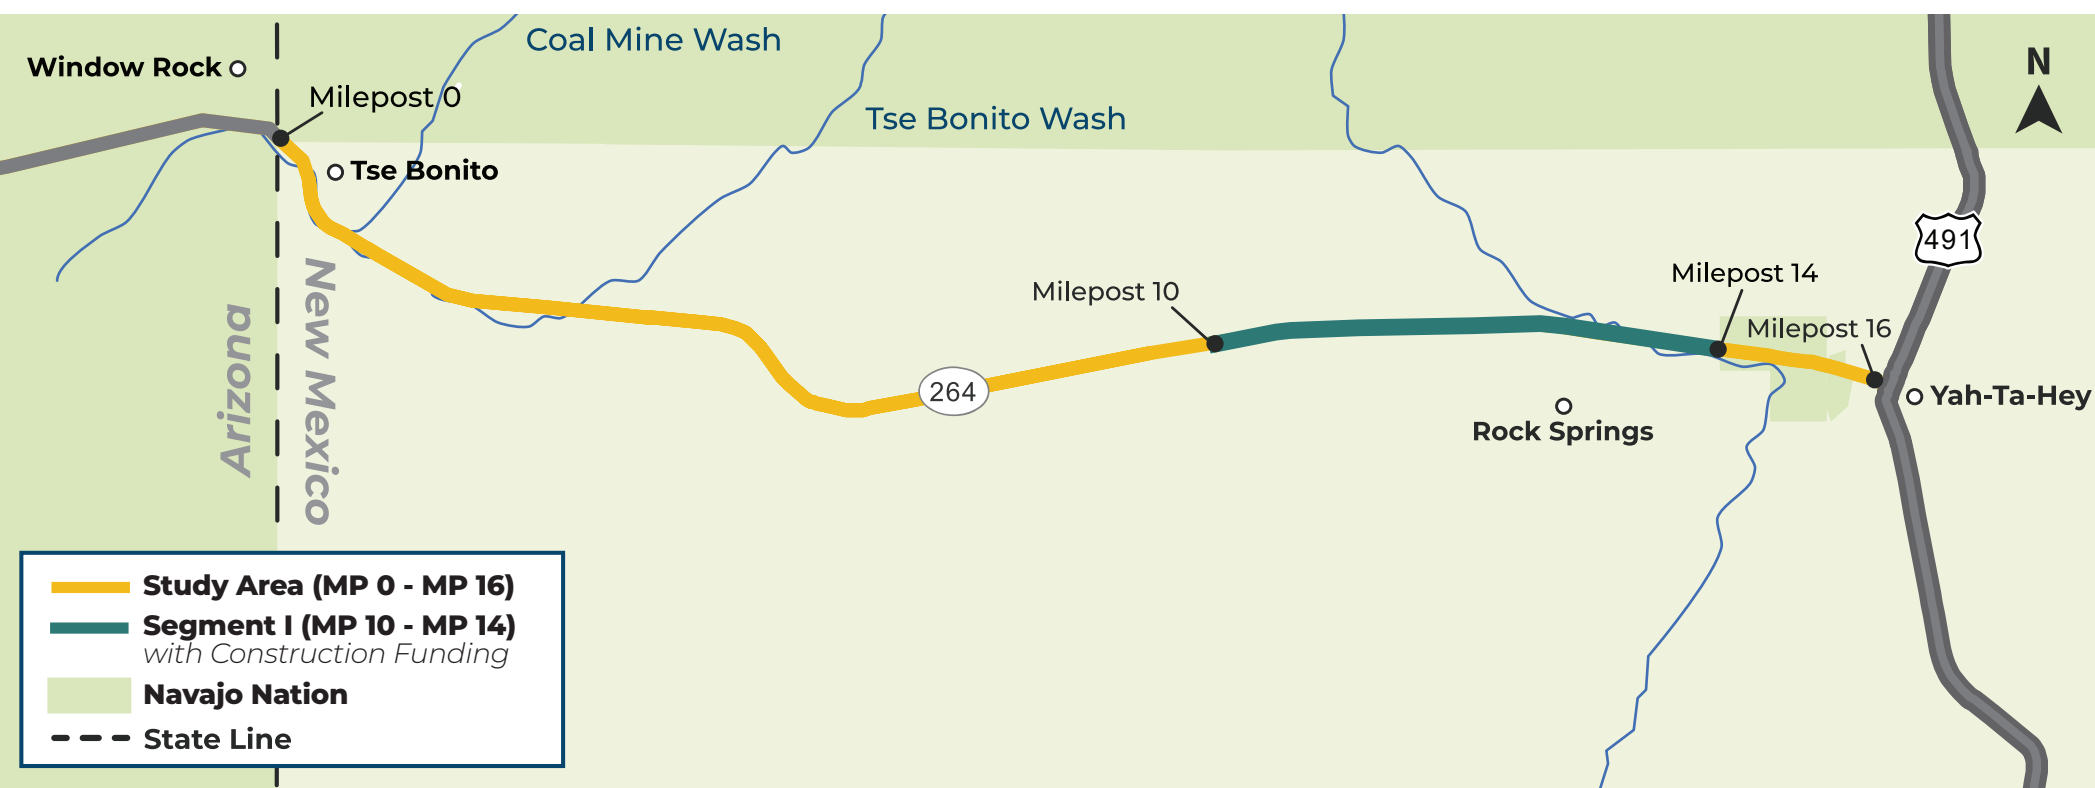 Coal Mine Wash
N
Window Rock
Milepost 0
Tse Bonito Wash
Tse Bonito
491
New Mexico
Arizona
Milepost 14
Milepost 10
Milepost 16
264
Yah-Ta-Hey
Rock Springs
Study Area (MP 0 - MP 16)
Segment I (MP 10 - MP 14)
with Construction Funding
Navajo Nation
State Line